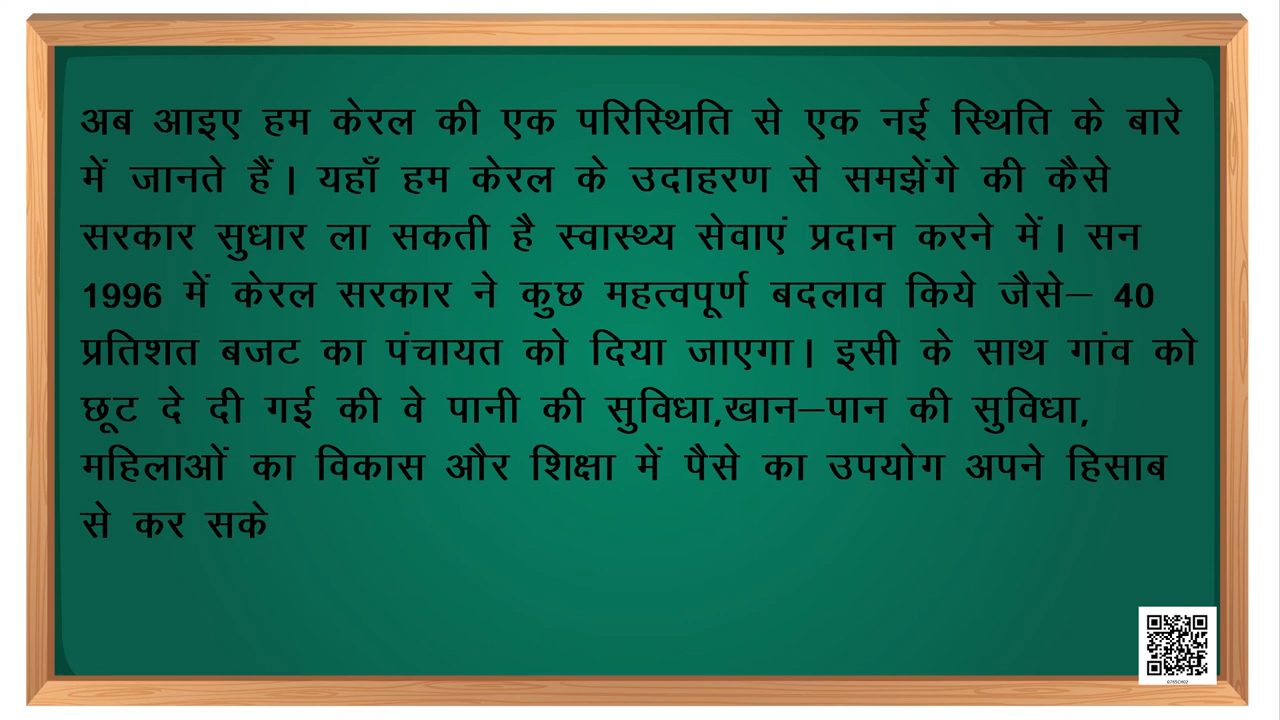 अब आइए हम केरल की एक परिस्थिति से एक नई स्थिति के बारे
में जानते हैं। यहाँ हम केरल के उदाहरण से समझेंगे की कैसे
सरकार सुधार ला सकती है स्वास्थ्य सेवाएं प्रदान करने में। सन
1996 में केरल सरकार ने कुछ महत्वपूर्ण बदलाव किये जैसे– 40
प्रतिशत बजट का पंचायत को दिया जाएगा। इसी के साथ गांव को
छूट दे दी गई की वे पानी की सुविधा,खान–पान की सुविधा,
महिलाओं का विकास और शिक्षा में पैसे का उपयोग अपने हिसाब
से कर सके
0765CH02